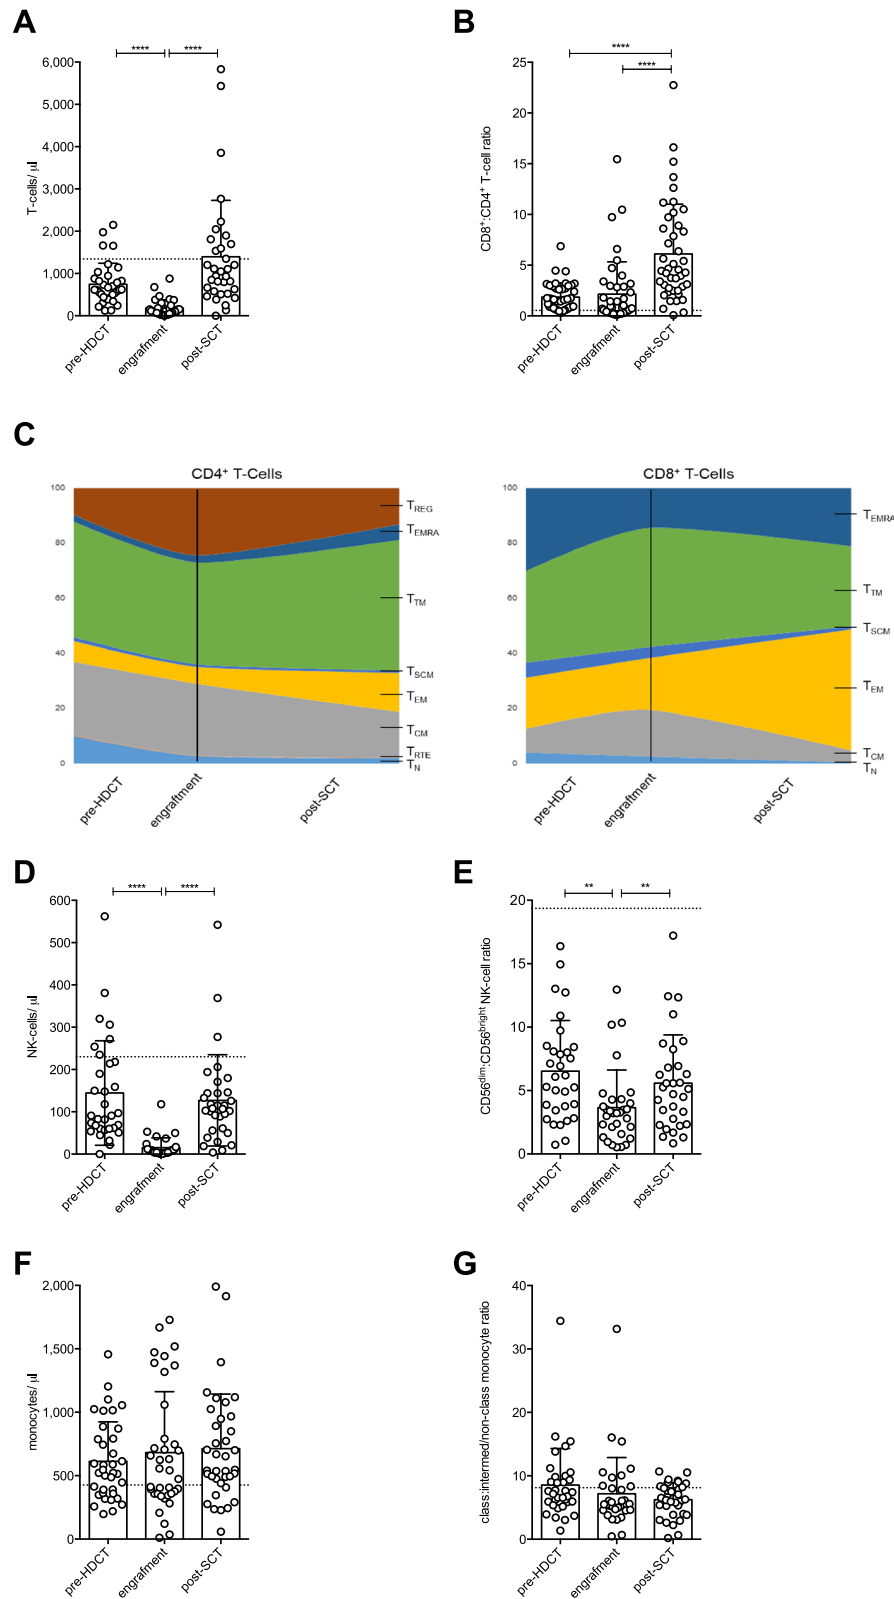 A
**** ****
6,000
5,000
4,000
3,000
2,000
1,000
0
T-cells/ µl
pre-HDCT
engrafment
post-SCT
B
****
****
25
20
15
10
5
0
CD8⁺:CD4⁺ T-cell ratio
pre-HDCT
engrafment
post-SCT
C
CD4⁺ T-Cells
100
80
60
40
20
0
TREG
TEMRA
TTM
TSCM
TEM
TCM
TRTE
TN
pre-HDCT
engraftment
post-SCT
CD8⁺ T-Cells
100
80
60
40
20
0
TEMRA
TTM
TSCM
TEM
TCM
TN
pre-HDCT
engraftment
post-SCT
D
**** ****
600
500
400
300
200
100
0
NK-cells/ µl
pre-HDCT
engrafment
post-SCT
E
** **
20
15
10
5
0
CD56dim:CD56bright NK-cell ratio
pre-HDCT
engrafment
post-SCT
F
2,000
1,500
1,000
500
0
monocytes/ µl
pre-HDCT
engrafment
post-SCT
G
40
30
20
10
0
class:intermed/non-class monocyte ratio
pre-HDCT
engrafment
post-SCT